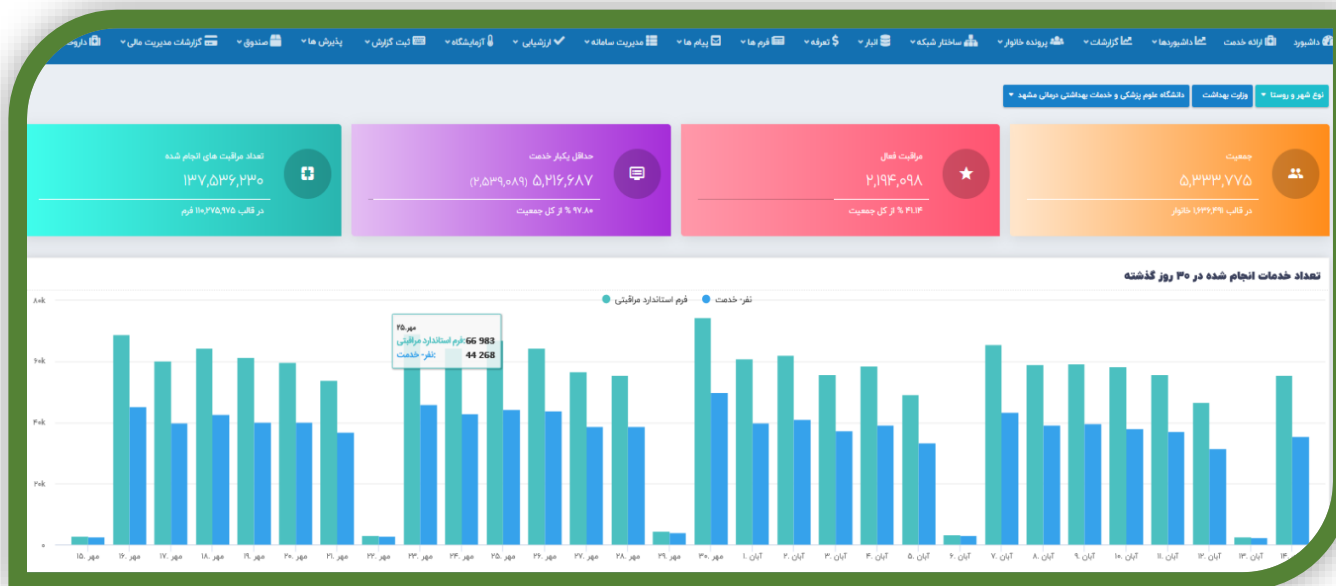 داشبورد ارائه خدمت داشبوردها گزارشات پرونده خانوار ساختار شبکه انبار تعرفه فرم ها پیام ها مدیریت سامانه ارزشیابی آزمایشگاه ثبت گزارش پذیرش ها صندوق گزارشات مدیریت مالی
نوع شهر و روستا وزارت بهداشت دانشگاه علوم پزشکی و خدمات بهداشتی درمانی مشهد
جمعیت
۵,۳۳۳,۷۷۵
در قالب ۱,۶۳۶,۴۹۱ خانوار
مراقبت فعال
۲,۱۹۴,۰۹۸
۴۱.۱۴ % از کل جمعیت
حداقل یکبار خدمت
۵,۲۱۶,۶۸۷ (۲,۵۳۹,۰۸۹)
۹۷.۸۰ % از کل جمعیت
تعداد مراقبت های انجام شده
۱۳۷,۵۳۶,۲۳۰
در قالب ۱۱۰,۲۷۵,۹۷۵ فرم
تعداد خدمات انجام شده در ۳۰ روز گذشته
نفر- خدمت فرم استاندارد مراقبتی
۸۰k
۶۰k
۴۰k
۲۰k
۰
مهر.۲۵
فرم استاندارد مراقبتی: 66 983
نفر- خدمت: 44 268
مهر .۱۵ مهر .۱۶ مهر .۱۷ مهر .۱۸ مهر .۱۹ مهر .۲۰ مهر .۲۱ مهر .۲۲ مهر .۲۳ مهر .۲۴ مهر .۲۵ مهر .۲۶ مهر .۲۷ مهر .۲۸ مهر .۲۹ مهر .۳۰ آبان .۱ آبان .۲ آبان .۳ آبان .۴ آبان .۵ آبان .۶ آبان .۷ آبان .۸ آبان .۹ آبان .۱۰ آبان .۱۱ آبان .۱۲ آبان .۱۳ ۱۴